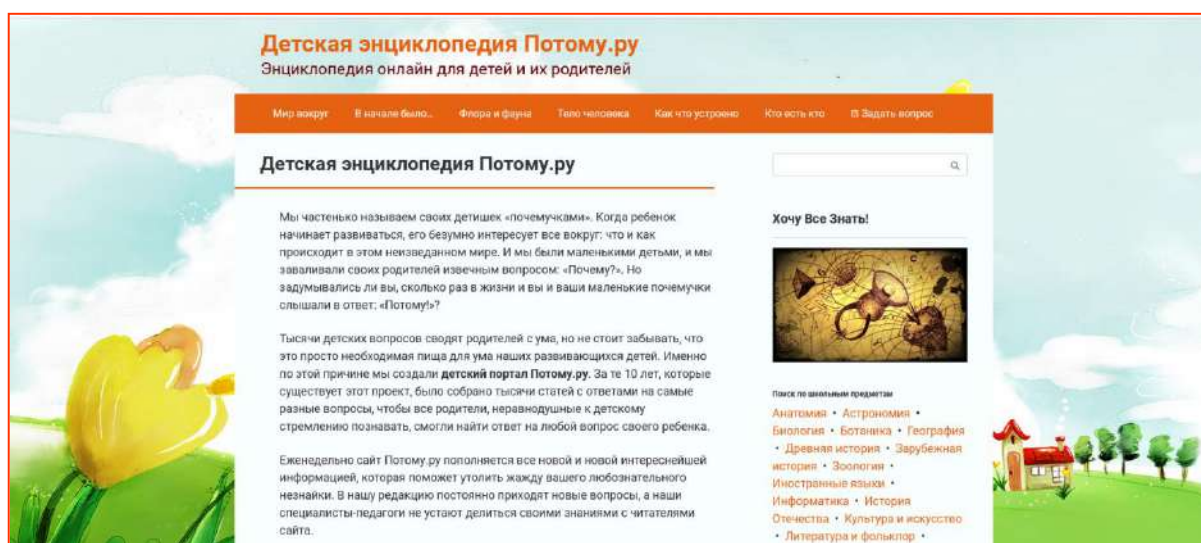 Детская энциклопедия Потому.ру
Энциклопедия онлайн для детей и их родителей
Мир вокруг В начале было... Флора и фауна Тело человека Как что устроено Кто есть кто Задать вопрос
Детская энциклопедия Потому.ру
Мы частенько называем своих детишек «почемучками». Когда ребенок
начинает развиваться, его безумно интересует все вокруг: что и как
происходит в этом неизведанном мире. И мы были маленькими детьми, и мы
заваливали своих родителей извечным вопросом: «Почему?». Но
задумывались ли вы, сколько раз в жизни и вы и ваши маленькие почемучки
слышали в ответ: «Потому!»?
Тысячи детских вопросов сводят родителей с ума, но не стоит забывать, что
это просто необходимая пища для ума наших развивающихся детей. Именно
по этой причине мы создали детский портал Потому.ру. За те 10 лет, которые
существует этот проект, было собрано тысячи статей с ответами на самые
разные вопросы, чтобы все родители, неравнодушные к детскому
стремлению познавать, смогли найти ответ на любой вопрос своего ребенка.
Еженедельно сайт Потому.ру пополняется все новой и новой интереснейшей
информацией, которая поможет утолить жажду вашего любознательного
незнайки. В нашу редакцию постоянно приходят новые вопросы, а наши
специалисты-педагоги не устают делиться своими знаниями с читателями
сайта.
Хочу Все Знать!
Поиск по школьным предметам
Анатомия • Астрономия •
Биология • Ботаника • География
• Древняя история • Зарубежная
история • Зоология •
Иностранные языки •
Информатика • История
Отечества • Культура и искусство
• Литература и фольклор •